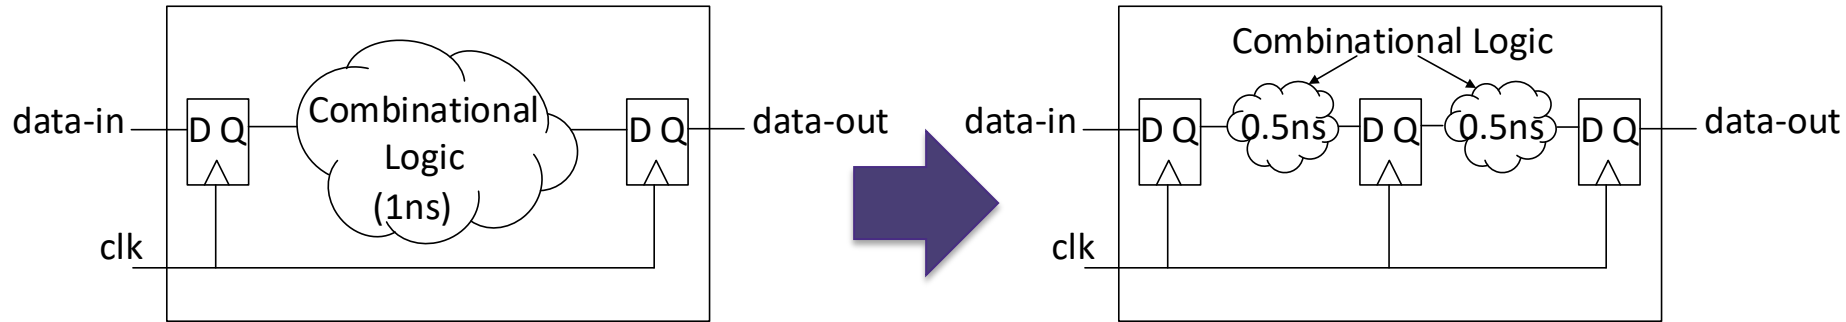 data-in
D Q
Combinational
Logic
(1ns)
D Q
data-out
clk
Combinational Logic
data-in
D Q
0.5ns
D Q
0.5ns
D Q
data-out
clk